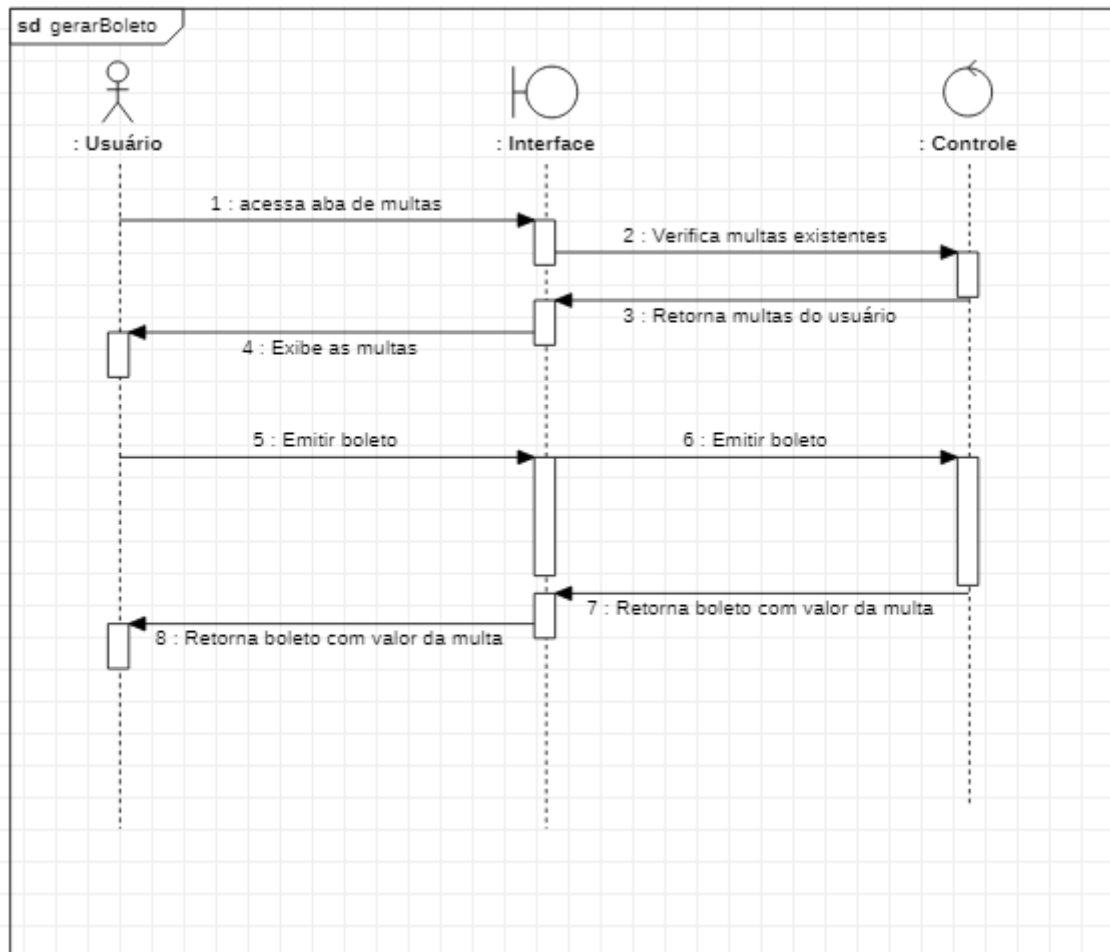 sd gerarBoleto
: Usuário
: Interface
: Controle
1 : acessa aba de multas
2 : Verifica multas existentes
3 : Retorna multas do usuário
4 : Exibe as multas
5 : Emitir boleto
6 : Emitir boleto
7 : Retorna boleto com valor da multa
8 : Retorna boleto com valor da multa